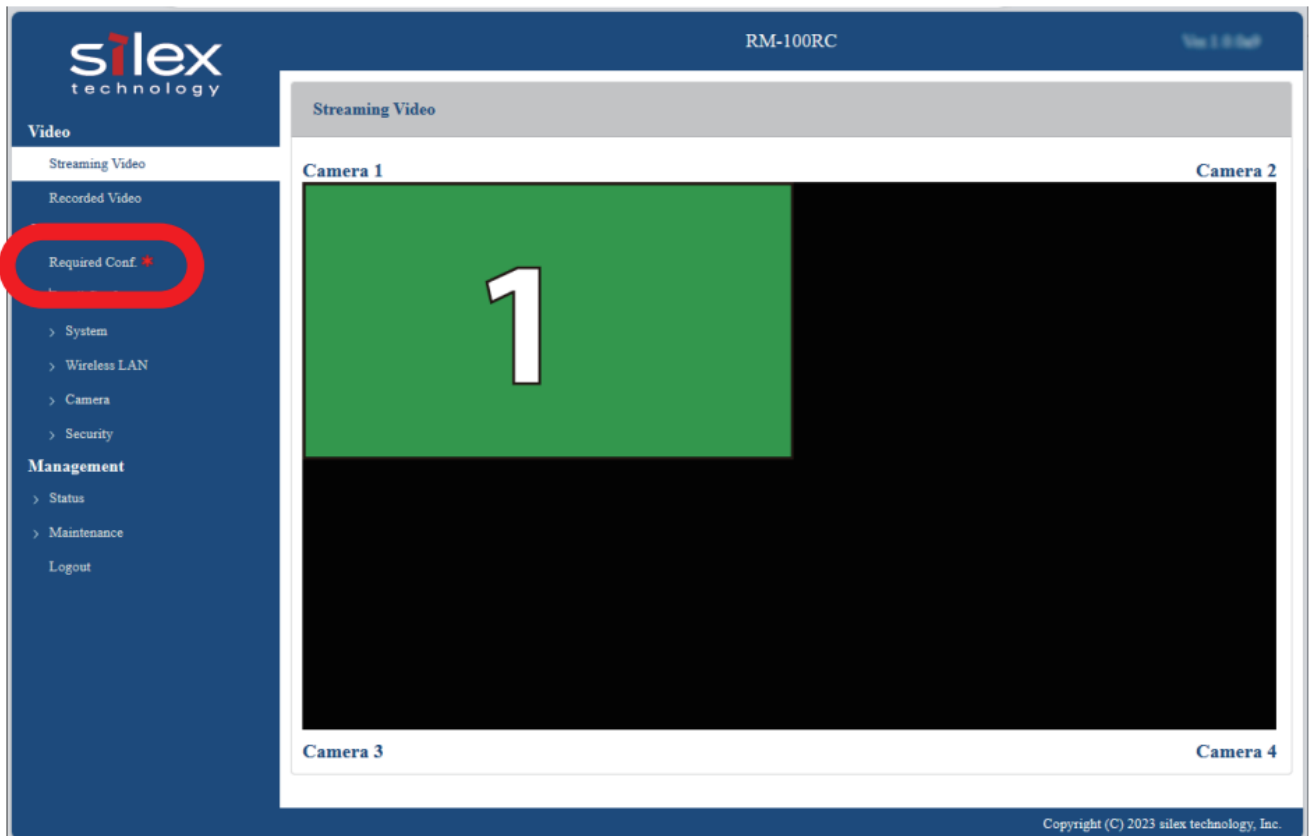 silex
technology
RM-100RC
Streaming Video
Video
Streaming Video
Recorded Video
Required Conf. *
> System
> Wireless LAN
> Camera
> Security
Management
> Status
> Maintenance
Logout
Camera 1
Camera 2
1
Camera 3
Camera 4
Copyright (C) 2023 silex technology, Inc.